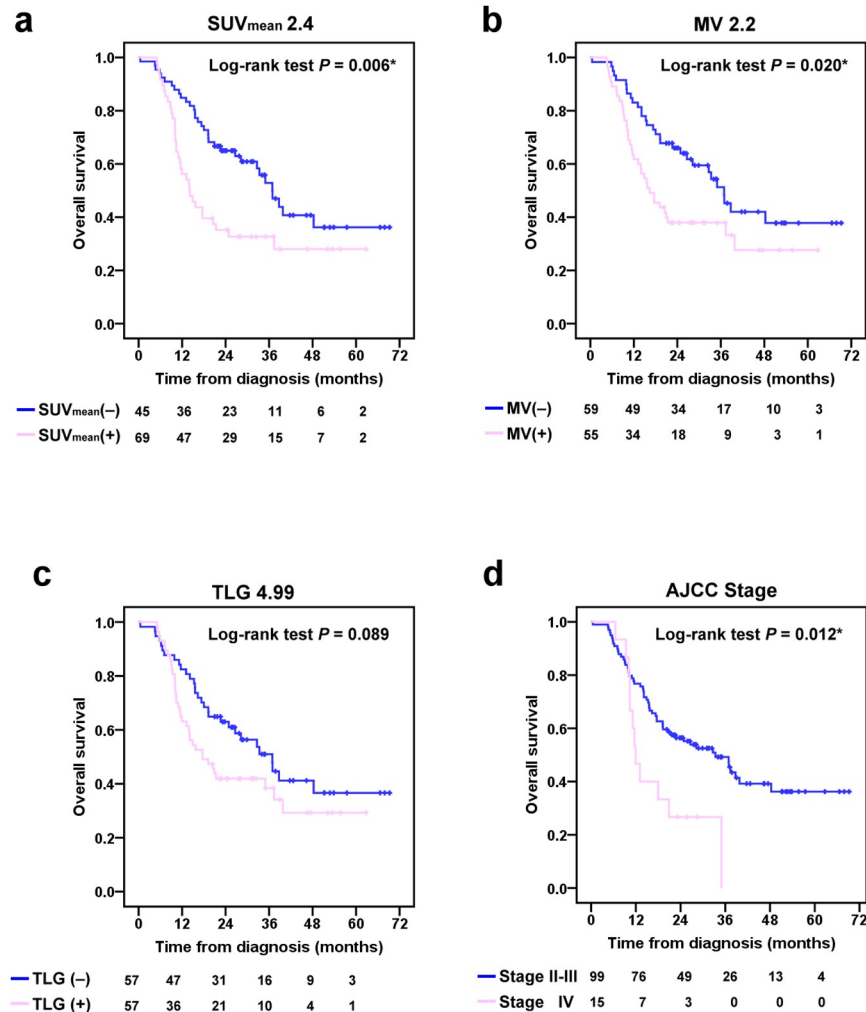 a
SUVmean 2.4
Log-rank test P = 0.006*
Overall survival
1.0
0.8
0.6
0.4
0.2
0.0
0 12 24 36 48 60 72
Time from diagnosis (months)
SUVmean(–) 45 36 23 11 6 2
SUVmean(+) 69 47 29 15 7 2
b
MV 2.2
Log-rank test P = 0.020*
Overall survival
1.0
0.8
0.6
0.4
0.2
0.0
0 12 24 36 48 60 72
Time from diagnosis (months)
MV(–) 59 49 34 17 10 3
MV(+) 55 34 18 9 3 1
c
TLG 4.99
Log-rank test P = 0.089
Overall survival
1.0
0.8
0.6
0.4
0.2
0.0
0 12 24 36 48 60 72
Time from diagnosis (months)
TLG (–) 57 47 31 16 9 3
TLG (+) 57 36 21 10 4 1
d
AJCC Stage
Log-rank test P = 0.012*
Overall survival
1.0
0.8
0.6
0.4
0.2
0.0
0 12 24 36 48 60 72
Time from diagnosis (months)
Stage II-III 99 76 49 26 13 4
Stage IV 15 7 3 0 0 0